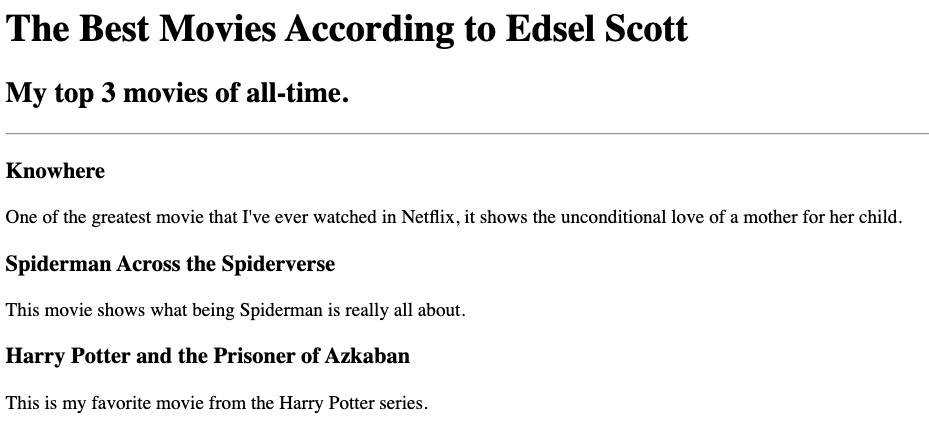 The Best Movies According to Edsel Scott
My top 3 movies of all-time.
Knowhere
One of the greatest movie that I've ever watched in Netflix, it shows the unconditional love of a mother for her child.
Spiderman Across the Spiderverse
This movie shows what being Spiderman is really all about.
Harry Potter and the Prisoner of Azkaban
This is my favorite movie from the Harry Potter series.